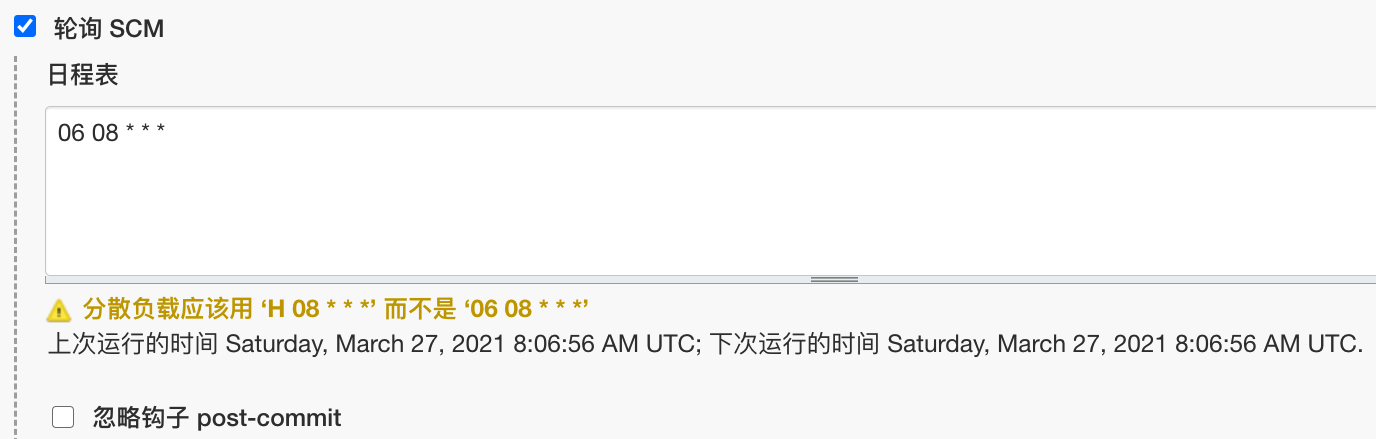 轮询 SCM
日程表
06 08 * * *
分散负载应该用 ‘H 08 * * *’ 而不是 ‘06 08 * * *’
上次运行的时间 Saturday, March 27, 2021 8:06:56 AM UTC; 下次运行的时间 Saturday, March 27, 2021 8:06:56 AM UTC.
忽略钩子 post-commit